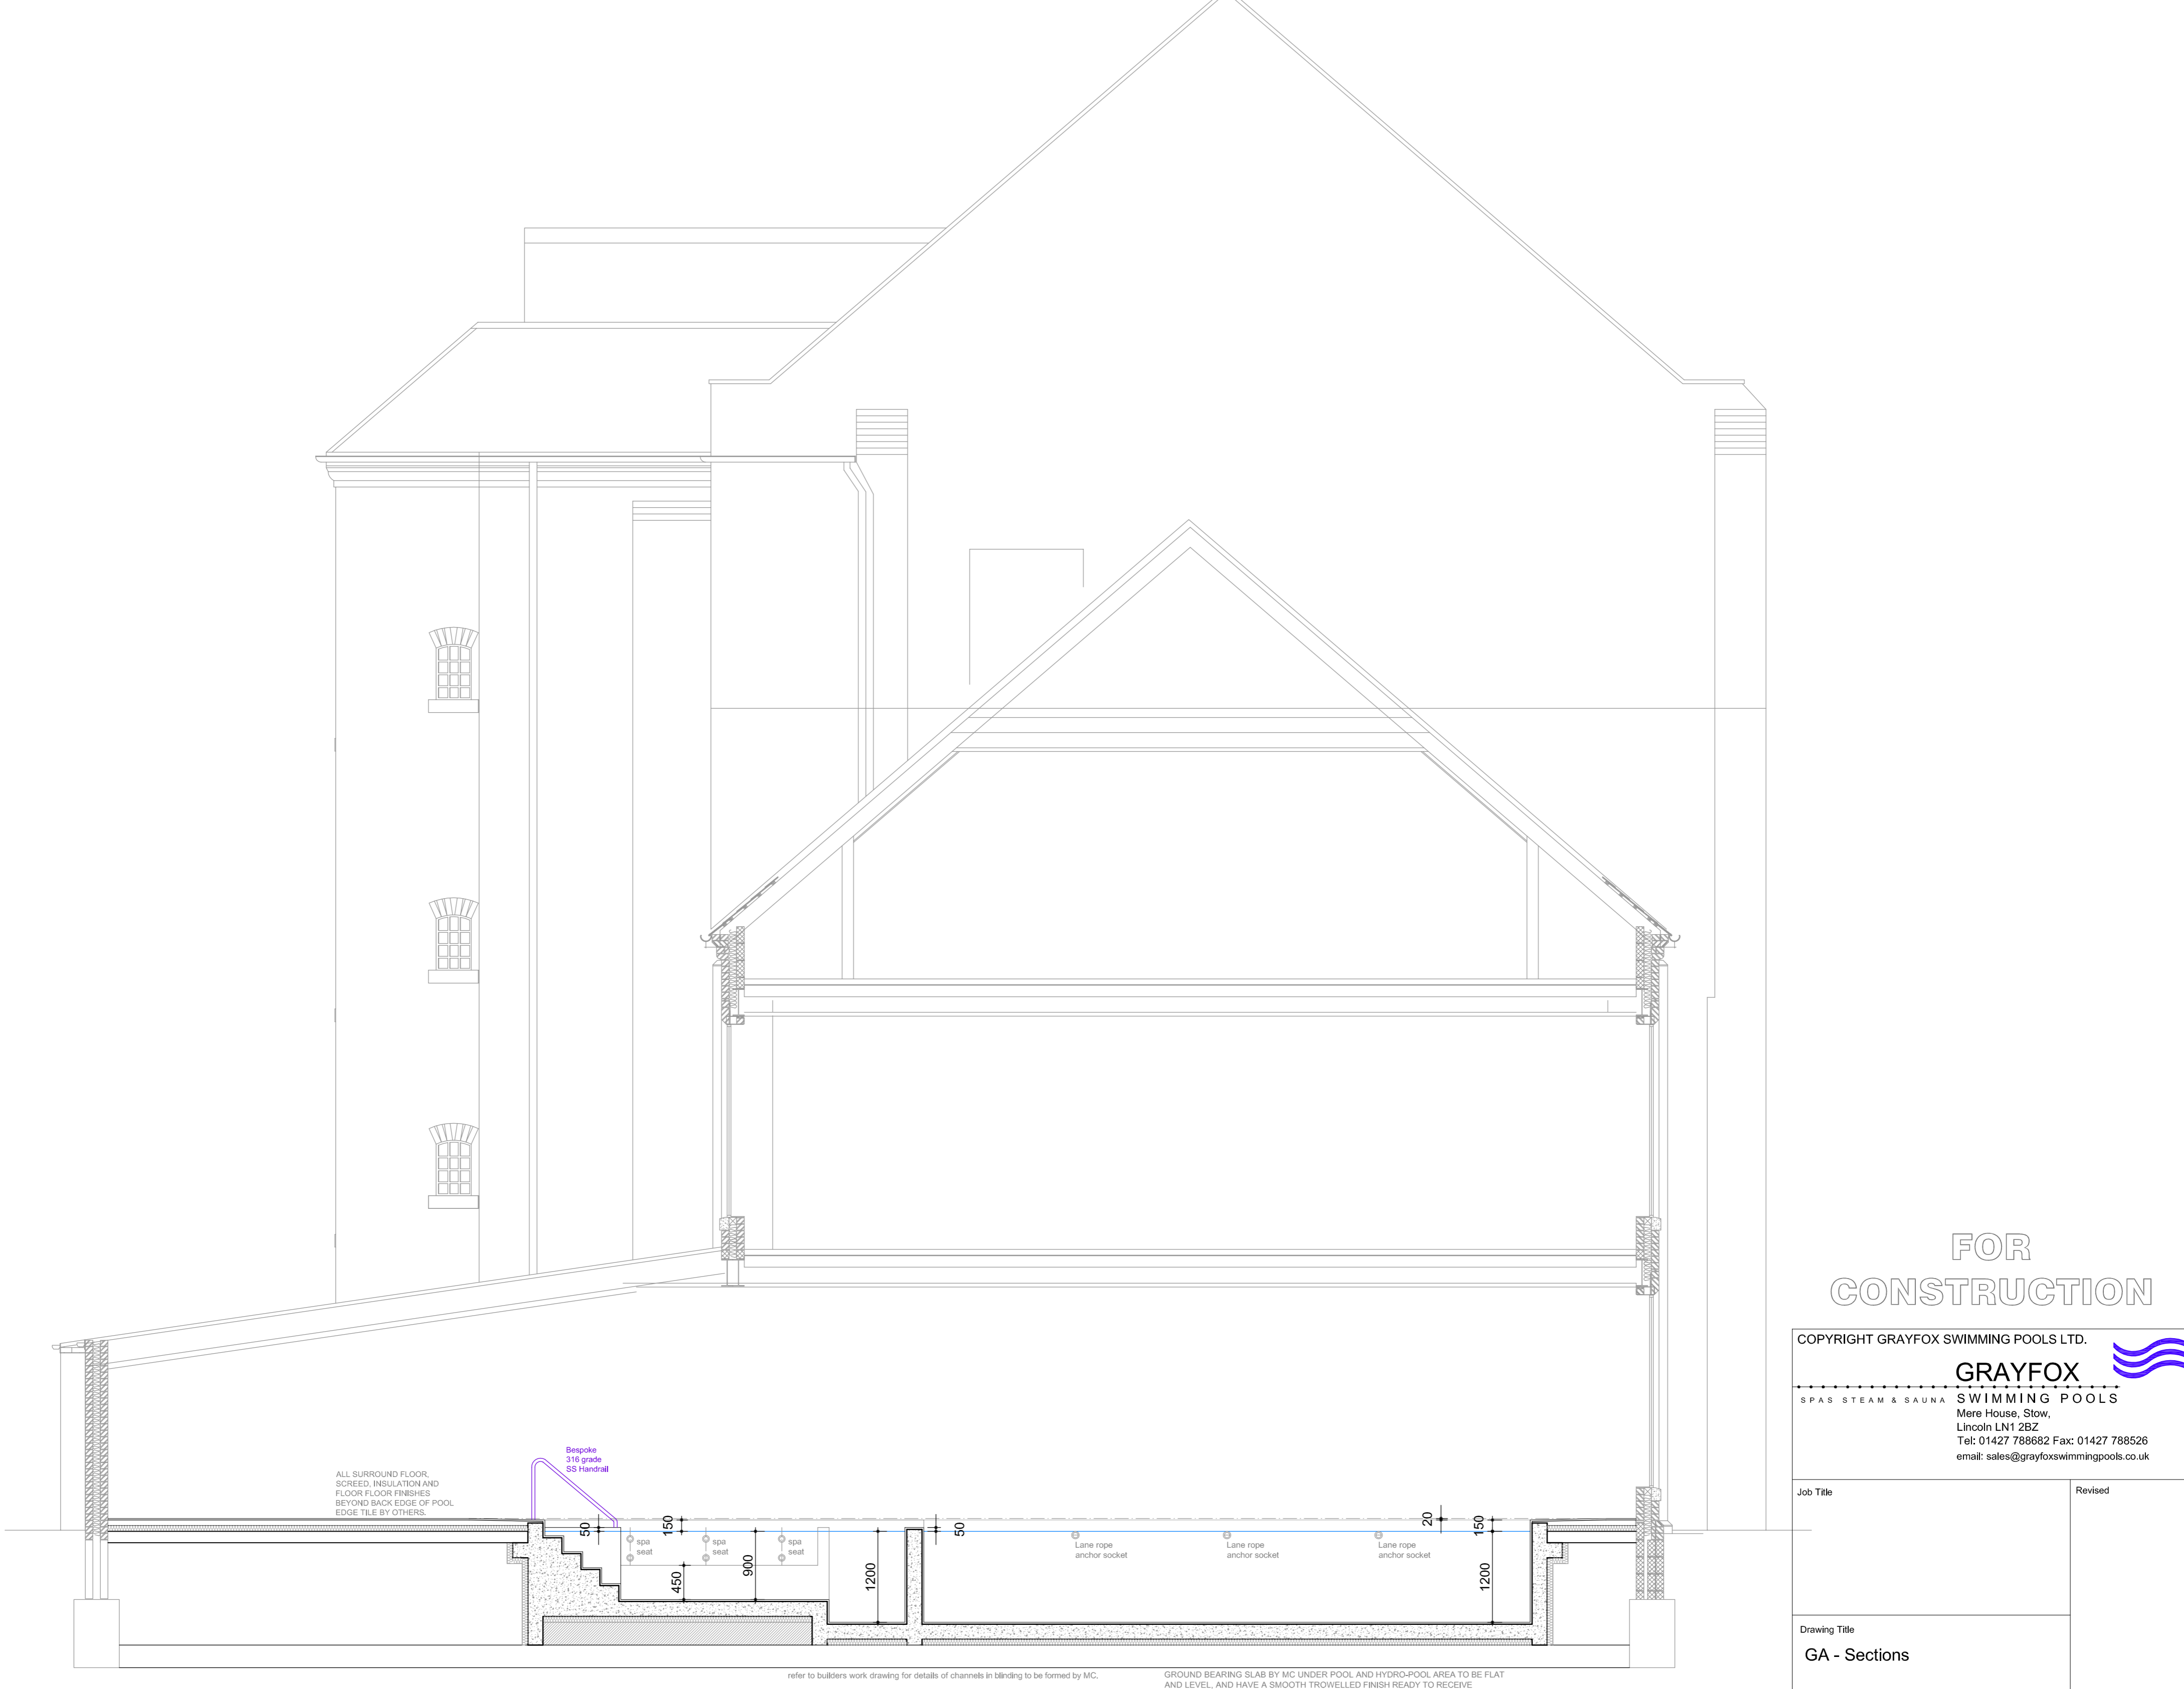 FOR
CONSTRUCTION
COPYRIGHT GRAYFOX SWIMMING POOLS LTD.
GRAYFOX
SPAS STEAM & SAUNA SWIMMING POOLS
Mere House, Stow,
Lincoln LN1 2BZ
Tel: 01427 788682 Fax: 01427 788526
email: sales@grayfoxswimmingpools.co.uk
Job Title
Revised
Drawing Title
GA - Sections
Bespoke
316 grade
SS Handrail
ALL SURROUND FLOOR,
SCREED, INSULATION AND
FLOOR FLOOR FINISHES
BEYOND BACK EDGE OF POOL
EDGE TILE BY OTHERS.
50
150
spa
seat
spa
seat
spa
seat
450
900
1200
50
Lane rope
anchor socket
Lane rope
anchor socket
Lane rope
anchor socket
20
150
1200
refer to builders work drawing for details of channels in blinding to be formed by MC.
GROUND BEARING SLAB BY MC UNDER POOL AND HYDRO-POOL AREA TO BE FLAT
AND LEVEL, AND HAVE A SMOOTH TROWELLED FINISH READY TO RECEIVE